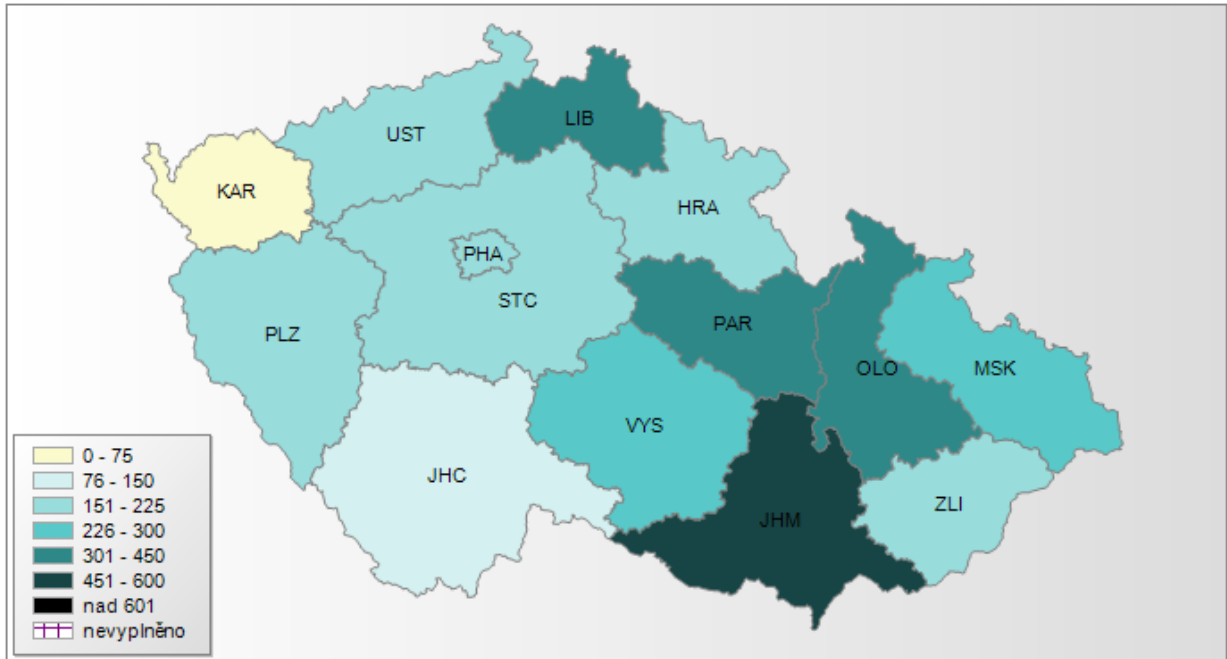 LIB
UST
KAR
HRA
PHA
STC
PAR
PLZ
OLO
MSK
VYS
JHC
ZLI
JHM
0 - 75
76 - 150
151 - 225
226 - 300
301 - 450
451 - 600
nad 601
nevyplněno